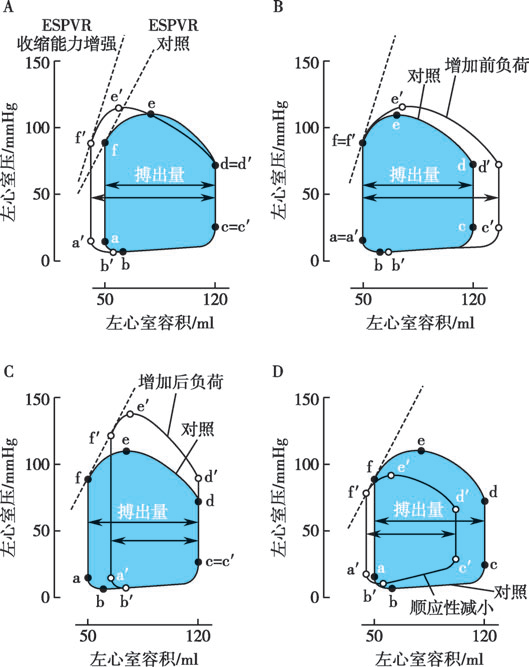 A
ESPVR
收缩能力增强
ESPVR
对照
左心室压/mmHg
150
100
50
0
e'
e
f'
f
d=d'
搏出量
c=c'
a'
a
b'
b
50
120
左心室容积/ml
B
增加前负荷
对照
左心室压/mmHg
150
100
50
0
e'
e
f=f'
d
d'
搏出量
c
c'
a=a'
b
b'
50
120
左心室容积/ml
C
增加后负荷
对照
左心室压/mmHg
150
100
50
0
e'
f'
e
f
d'
d
搏出量
c=c'
a
a'
b
b'
50
120
左心室容积/ml
D
左心室压/mmHg
150
100
50
0
e
e'
f
f'
d'
d
搏出量
c'
c
a'
a
b'
b
对照
顺应性减小
50
120
左心室容积/ml